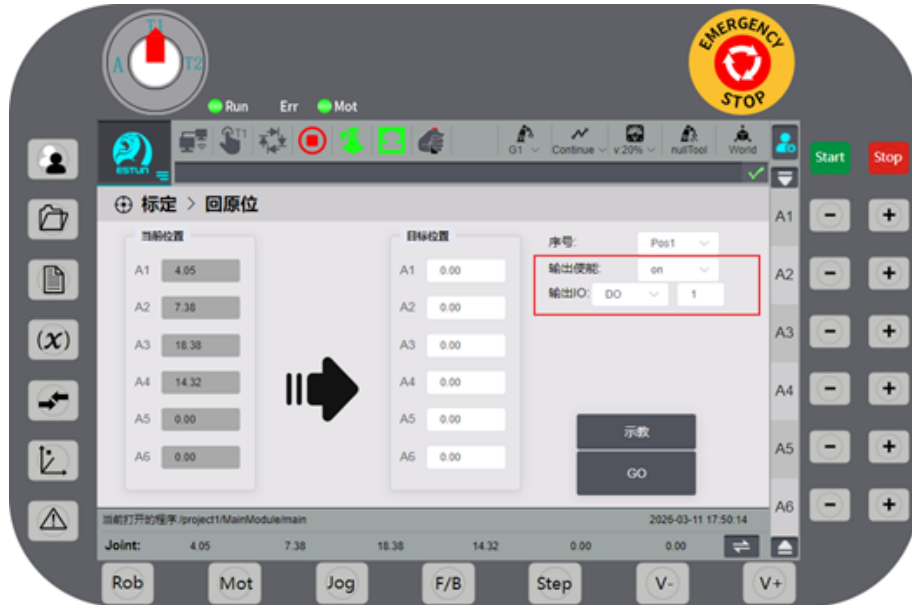 T1
A
T2
EMERGENCY
STOP
Run Err Mot
T1
G1 Continue v:20% nullTool World
ESTUN
Start Stop
标定 > 回原位
A1 - +
当前位置 目标位置
序号: Pos1
A1 4.05 A1 0.00
输出使能: on
A2 - +
输出IO: DO 1
A2 7.38 A2 0.00
(x)
A3 18.38 A3 0.00
A3 - +
A4 14.32 A4 0.00
A4 - +
A5 0.00 A5 0.00
示教
A5 - +
A6 0.00 A6 0.00
GO
A6 - +
当前打开的程序:/project1/MainModule/main 2026-03-11 17:50:14
Joint: 4.05 7.38 18.38 14.32 0.00 0.00
Rob Mot Jog F/B Step V- V+